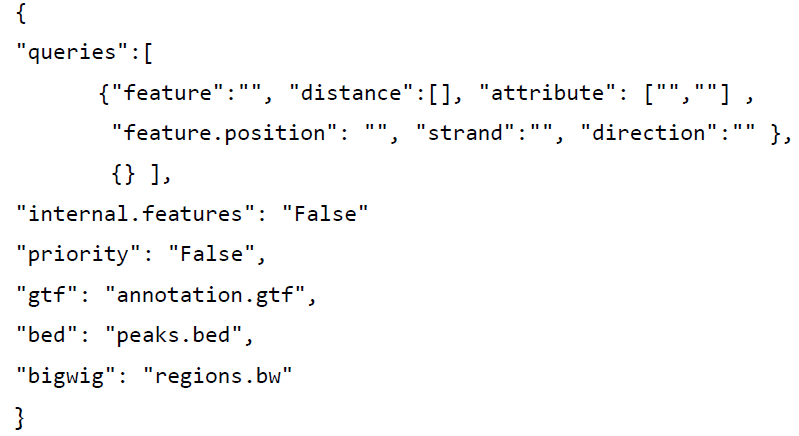 {
"queries":[
{"feature":"", "distance":[], "attribute": ["",""] ,
"feature.position": "", "strand":"", "direction":"" },
{} ],
"internal.features": "False"
"priority": "False",
"gtf": "annotation.gtf",
"bed": "peaks.bed",
"bigwig": "regions.bw"
}